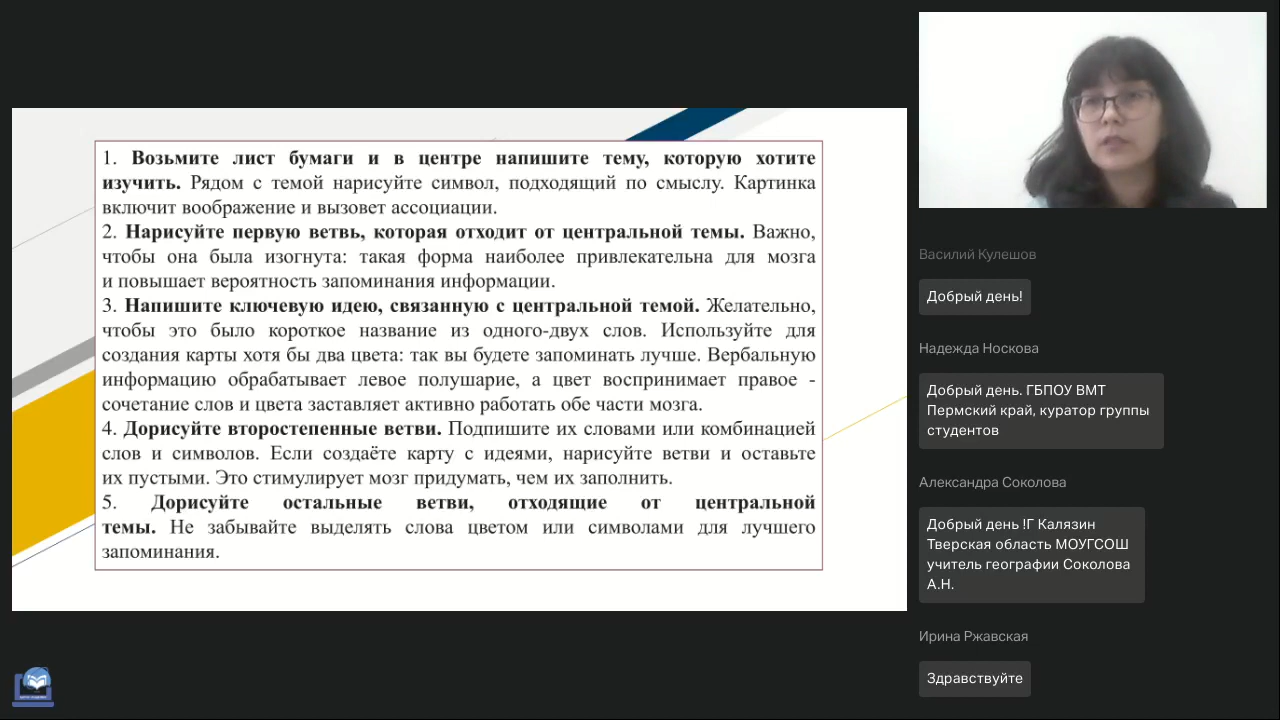 1. Возьмите лист бумаги и в центре напишите тему, которую хотите
изучить. Рядом с темой нарисуйте символ, подходящий по смыслу. Картинка
включит воображение и вызовет ассоциации.
2. Нарисуйте первую ветвь, которая отходит от центральной темы. Важно,
чтобы она была изогнута: такая форма наиболее привлекательна для мозга
и повышает вероятность запоминания информации.
3. Напишите ключевую идею, связанную с центральной темой. Желательно,
чтобы это было короткое название из одного-двух слов. Используйте для
создания карты хотя бы два цвета: так вы будете запоминать лучше. Вербальную
информацию обрабатывает левое полушарие, а цвет воспринимает правое -
сочетание слов и цвета заставляет активно работать обе части мозга.
4. Дорисуйте второстепенные ветви. Подпишите их словами или комбинацией
слов и символов. Если создаёте карту с идеями, нарисуйте ветви и оставьте
их пустыми. Это стимулирует мозг придумать, чем их заполнить.
5. Дорисуйте остальные ветви, отходящие от центральной
темы. Не забывайте выделять слова цветом или символами для лучшего
запоминания.
Василий Кулешов
Добрый день!
Надежда Носкова
Добрый день. ГБПОУ ВМТ
Пермский край, куратор группы
студентов
Александра Соколова
Добрый день !Г Калязин
Тверская область МОУГСОШ
учитель географии Соколова
А.Н.
Ирина Ржавская
Здравствуйте